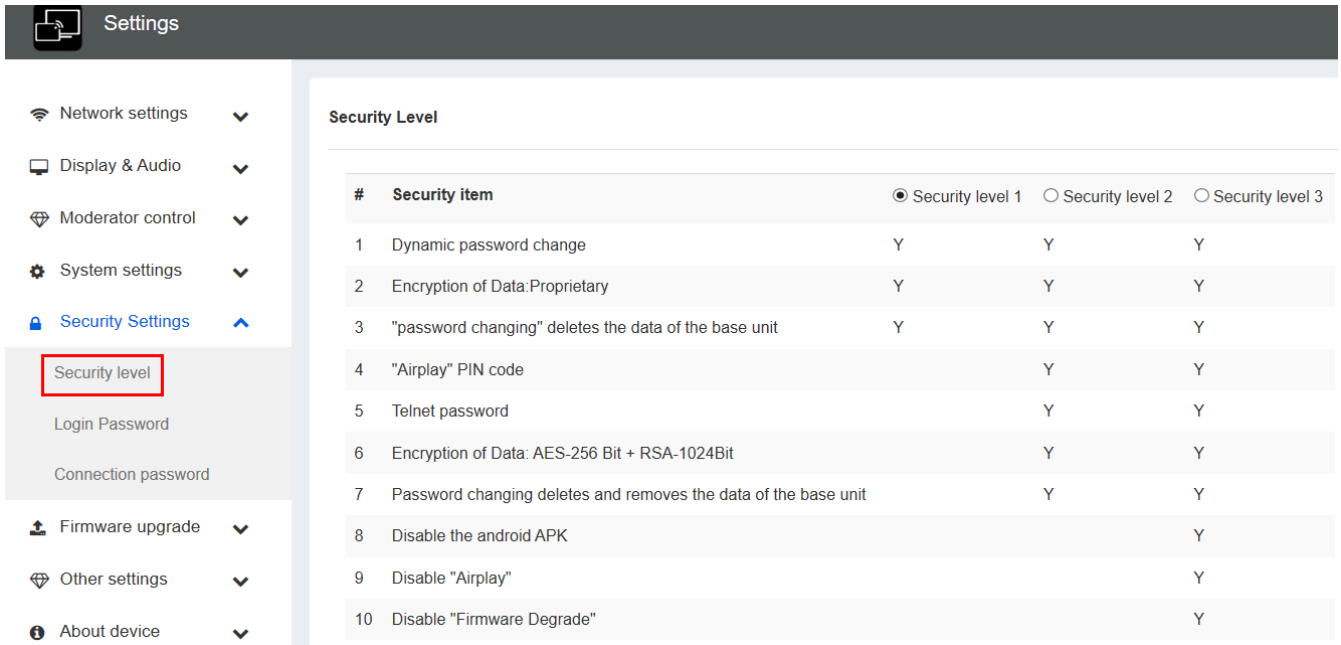 Settings
Network settings
Display & Audio
Moderator control
System settings
Security Settings
Security level
Login Password
Connection password
Firmware upgrade
Other settings
About device
Security Level
# Security item Security level 1 Security level 2 Security level 3
1 Dynamic password change Y Y Y
2 Encryption of Data:Proprietary Y Y Y
3 "password changing" deletes the data of the base unit Y Y Y
4 "Airplay" PIN code Y Y
5 Telnet password Y Y
6 Encryption of Data: AES-256 Bit + RSA-1024Bit Y Y
7 Password changing deletes and removes the data of the base unit Y Y
8 Disable the android APK Y
9 Disable "Airplay" Y
10 Disable "Firmware Degrade" Y